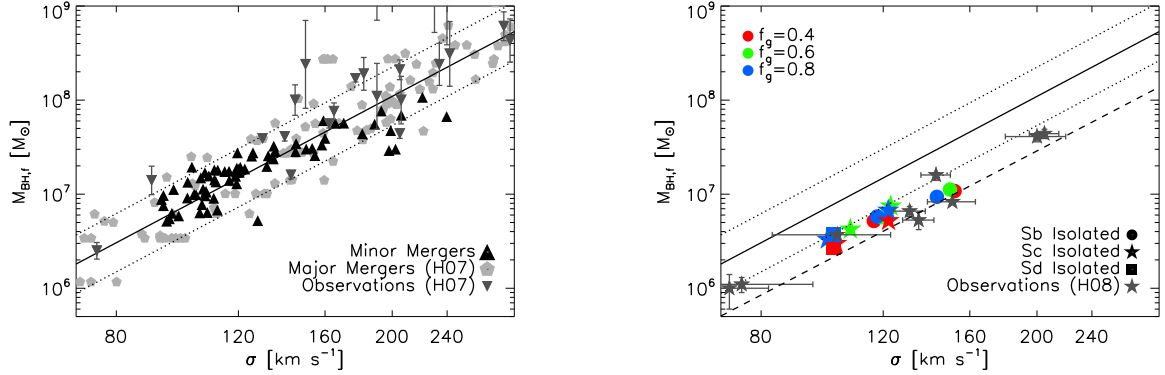 10⁹
10⁸
10⁷
10⁶
M_BH,f [M_⊙]
80 120 160 200 240
σ [km s⁻¹]
Minor Mergers
Major Mergers (H07)
Observations (H07)
10⁹
10⁸
10⁷
10⁶
M_BH,f [M_⊙]
80 120 160 200 240
σ [km s⁻¹]
f_g=0.4
f_g=0.6
f_g=0.8
Sb Isolated
Sc Isolated
Sd Isolated
Observations (H08)